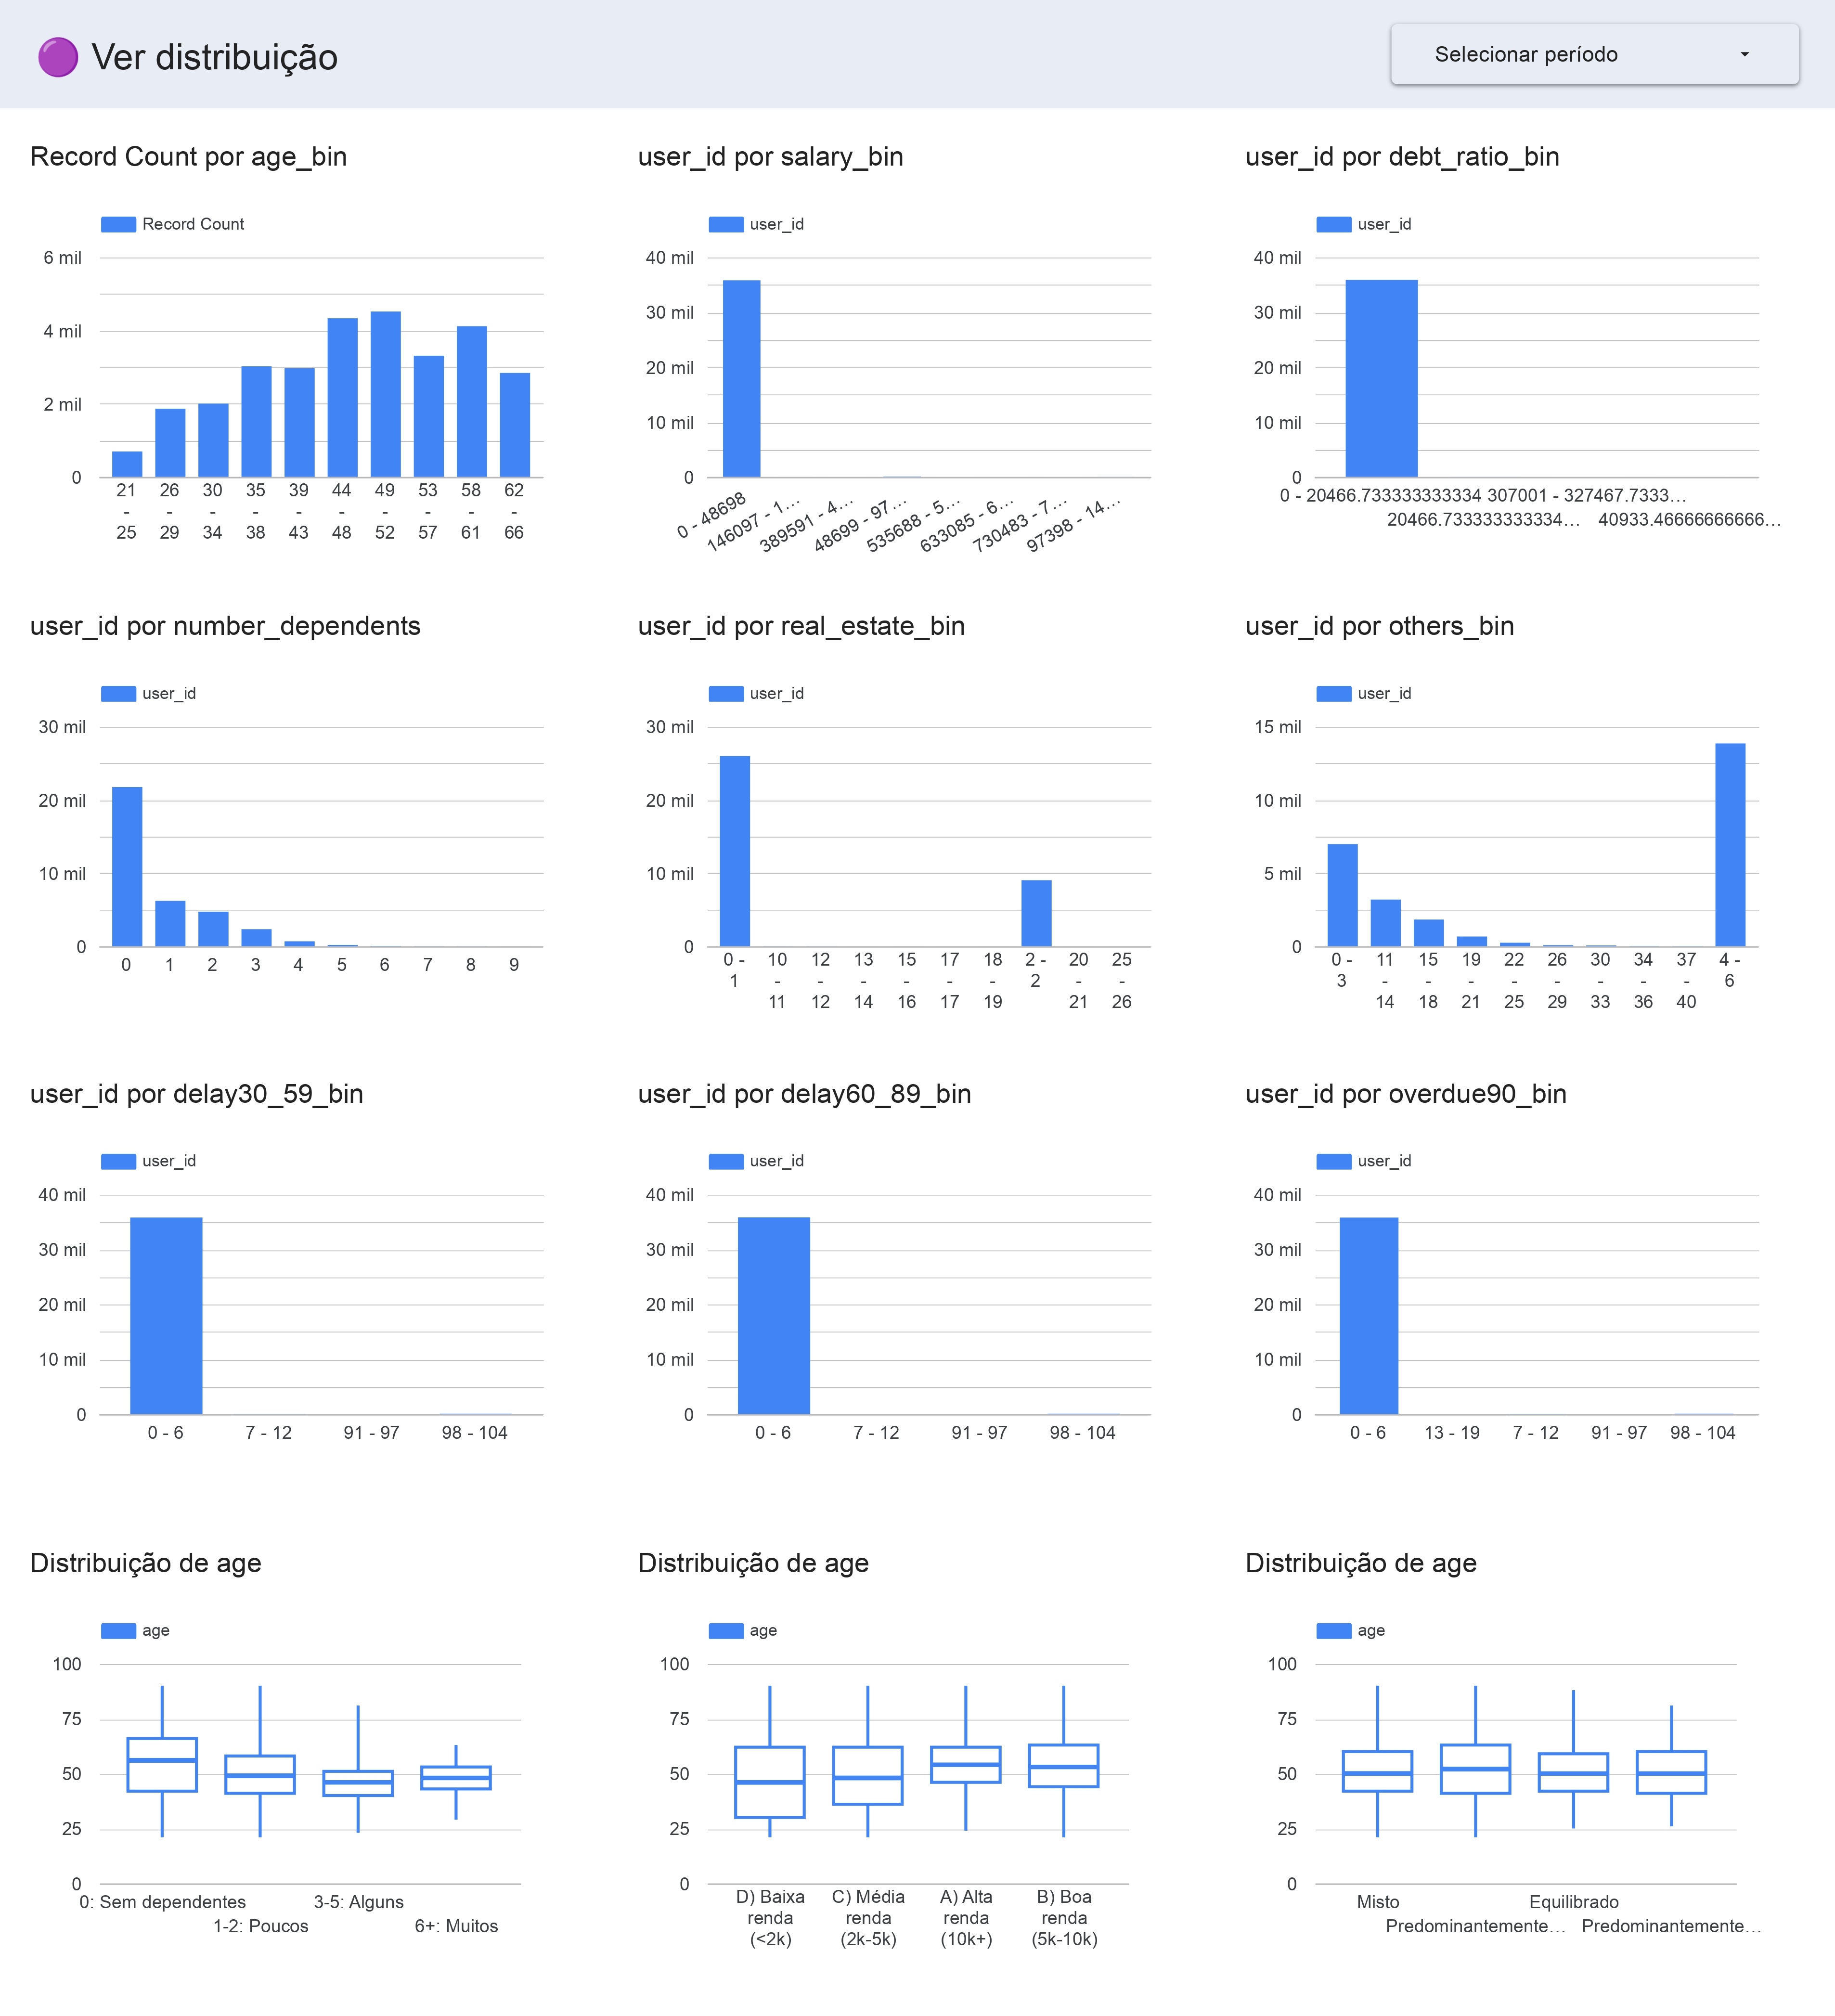 Ver distribuição
Selecionar período
Record Count por age_bin
Record Count
6 mil
4 mil
2 mil
0
21 - 25
26 - 29
30 - 34
35 - 38
39 - 43
44 - 48
49 - 52
53 - 57
58 - 61
62 - 66
user_id por salary_bin
user_id
40 mil
30 mil
20 mil
10 mil
0
0 - 48698
146097 - 1…
389591 - 4…
48699 - 97…
535688 - 5…
633085 - 6…
730483 - 7…
97398 - 14…
user_id por debt_ratio_bin
user_id
40 mil
30 mil
20 mil
10 mil
0
0 - 20466.733333333334
20466.733333333334…
307001 - 327467.7333…
40933.46666666666…
user_id por number_dependents
user_id
30 mil
20 mil
10 mil
0
0 1 2 3 4 5 6 7 8 9
user_id por real_estate_bin
user_id
30 mil
20 mil
10 mil
0
0 - 1
10 - 11
12 - 12
13 - 14
15 - 16
17 - 17
18 - 19
2 - 2
20 - 21
25 - 26
user_id por others_bin
user_id
15 mil
10 mil
5 mil
0
0 - 3
11 - 14
15 - 18
19 - 21
22 - 25
26 - 29
30 - 33
34 - 36
37 - 40
4 - 6
user_id por delay30_59_bin
user_id
40 mil
30 mil
20 mil
10 mil
0
0 - 6
7 - 12
91 - 97
98 - 104
user_id por delay60_89_bin
user_id
40 mil
30 mil
20 mil
10 mil
0
0 - 6
7 - 12
91 - 97
98 - 104
user_id por overdue90_bin
user_id
40 mil
30 mil
20 mil
10 mil
0
0 - 6
13 - 19
7 - 12
91 - 97
98 - 104
Distribuição de age
age
100
75
50
25
0
0: Sem dependentes
1-2: Poucos
3-5: Alguns
6+: Muitos
Distribuição de age
age
100
75
50
25
0
D) Baixa
renda
(<2k)
C) Média
renda
(2k-5k)
A) Alta
renda
(10k+)
B) Boa
renda
(5k-10k)
Distribuição de age
age
100
75
50
25
0
Misto
Predominantemente…
Equilibrado
Predominantemente…